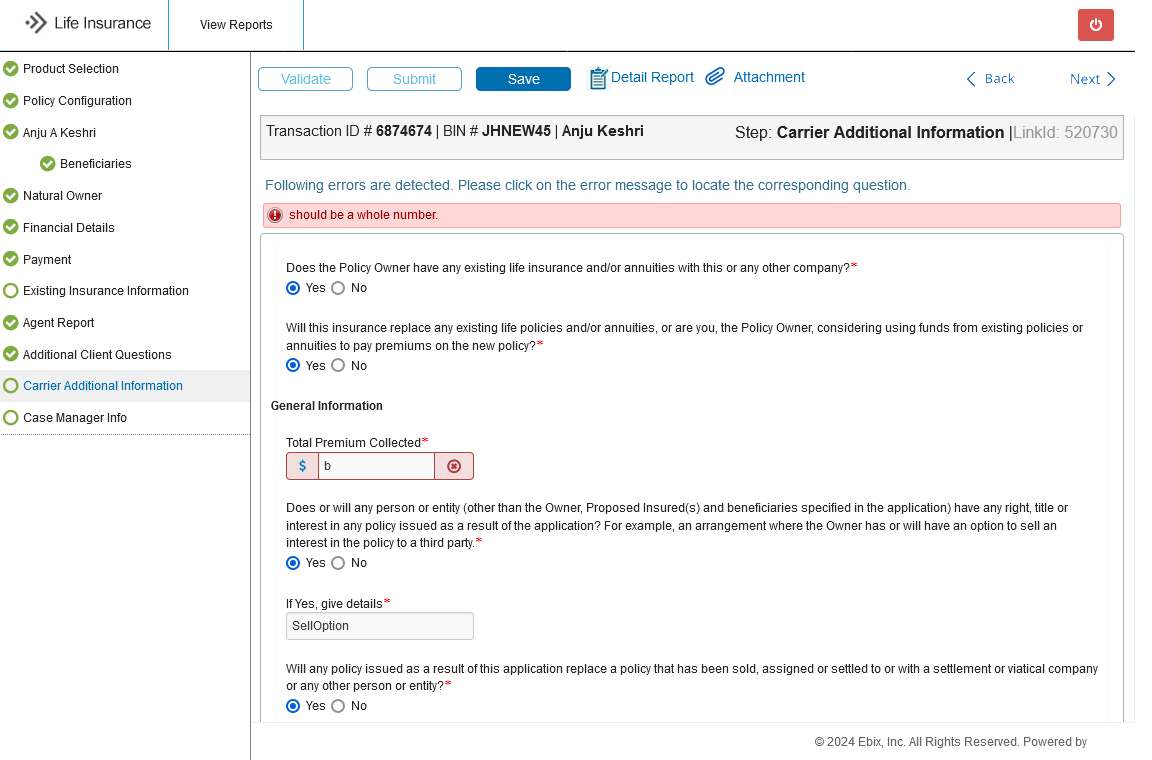 Life Insurance
View Reports
Product Selection
Policy Configuration
Anju A Keshri
Beneficiaries
Natural Owner
Financial Details
Payment
Existing Insurance Information
Agent Report
Additional Client Questions
Carrier Additional Information
Case Manager Info
Validate Submit Save Detail Report Attachment Back Next
Transaction ID # 6874674 | BIN # JHNEW45 | Anju Keshri Step: Carrier Additional Information |LinkId: 520730
Following errors are detected. Please click on the error message to locate the corresponding question.
should be a whole number.
Does the Policy Owner have any existing life insurance and/or annuities with this or any other company?*
Yes No
Will this insurance replace any existing life policies and/or annuities, or are you, the Policy Owner, considering using funds from existing policies or
annuities to pay premiums on the new policy?*
Yes No
General Information
Total Premium Collected*
$ b
Does or will any person or entity (other than the Owner, Proposed Insured(s) and beneficiaries specified in the application) have any right, title or
interest in any policy issued as a result of the application? For example, an arrangement where the Owner has or will have an option to sell an
interest in the policy to a third party.*
Yes No
If Yes, give details*
SellOption
Will any policy issued as a result of this application replace a policy that has been sold, assigned or settled to or with a settlement or viatical company
or any other person or entity?*
Yes No
© 2024 Ebix, Inc. All Rights Reserved. Powered by